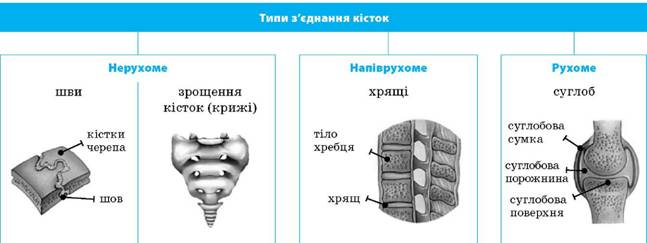 Типи з’єднання кісток
Нерухоме
шви
зрощення
кісток (крижі)
кістки
черепа
шов
Напіврухоме
хрящі
тіло
хребця
хрящ
Рухоме
суглоб
суглобова
сумка
суглобова
порожнина
суглобова
поверхня